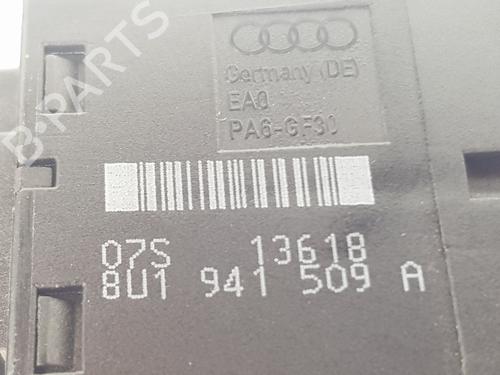 B-PARTS
Germany (DE)
EA0
PA6-GF30
07S 13618
8U1 941 509 A